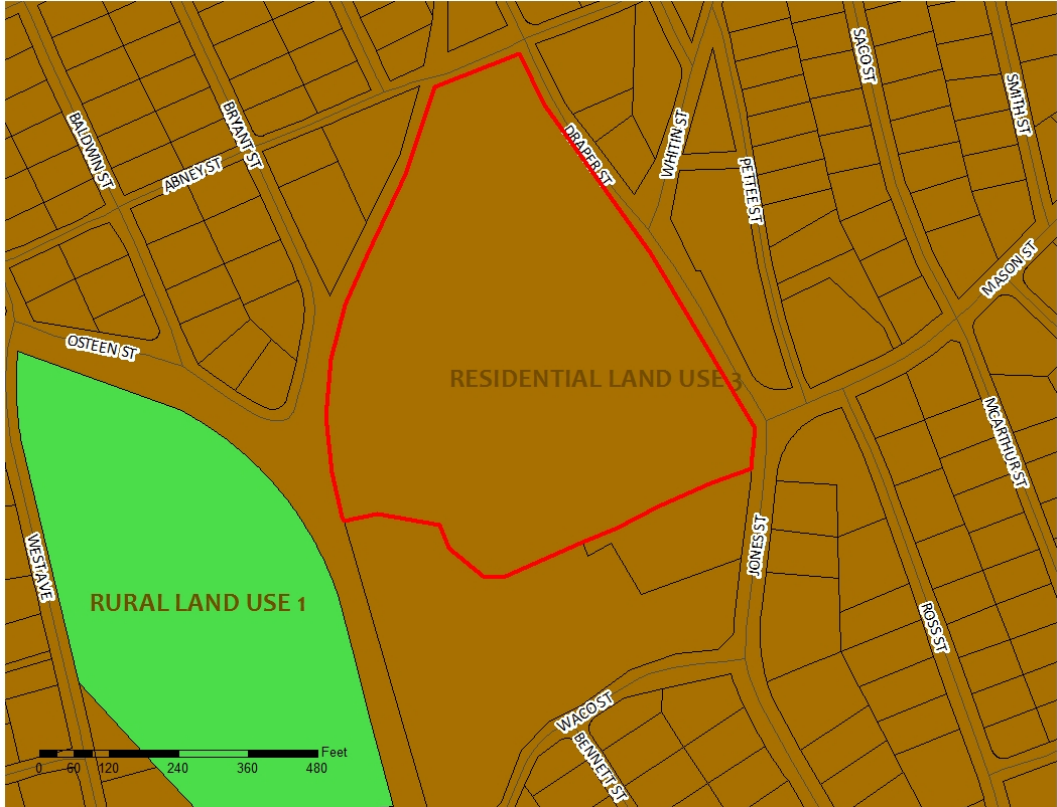 SACO ST
SMITH ST
BALDWIN ST
BRYANT ST
DRAPER ST
WHITIN ST
ABNEY ST
PETTEE ST
MASON ST
OSTEEN ST
RESIDENTIAL LAND USE 3
MCARTHUR ST
WEST AVE
JONES ST
RURAL LAND USE 1
ROSS ST
WACO ST
BENNETT ST
Feet
0 60 120 240 360 480